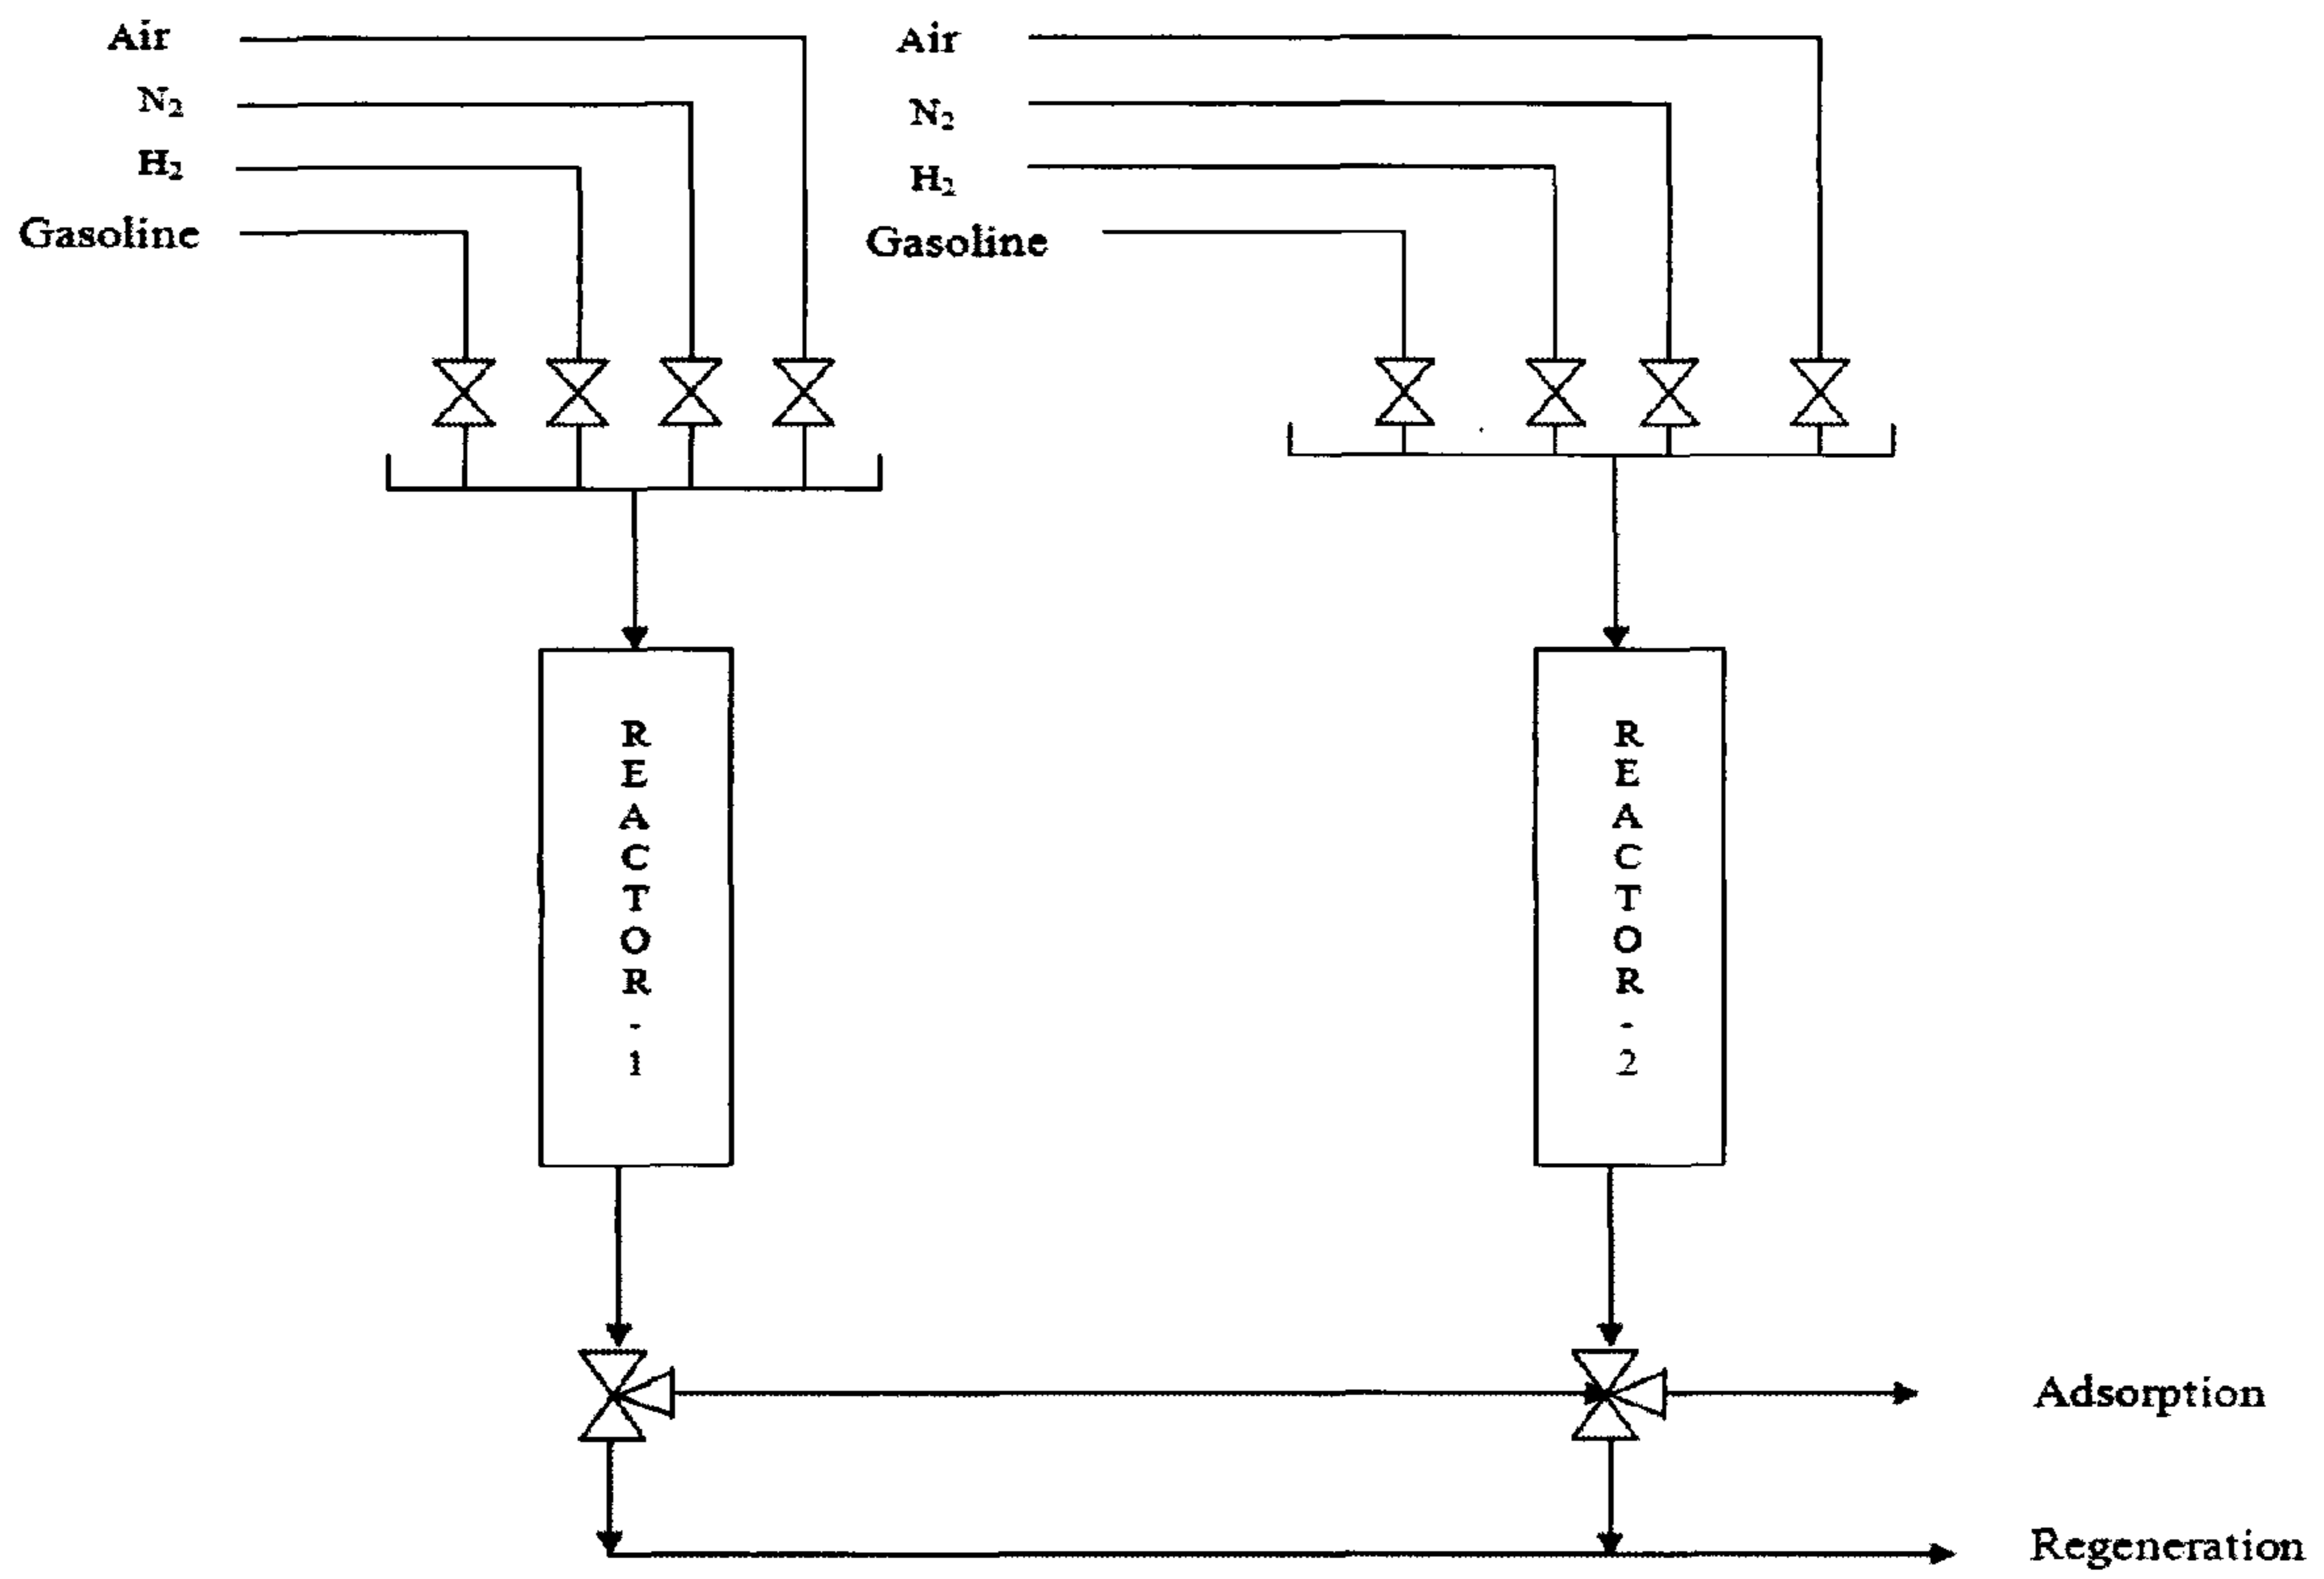 Air
N₂
H₂
Gasoline
Air
N₂
H₂
Gasoline
REACTOR-1
REACTOR-2
Adsorption
Regeneration